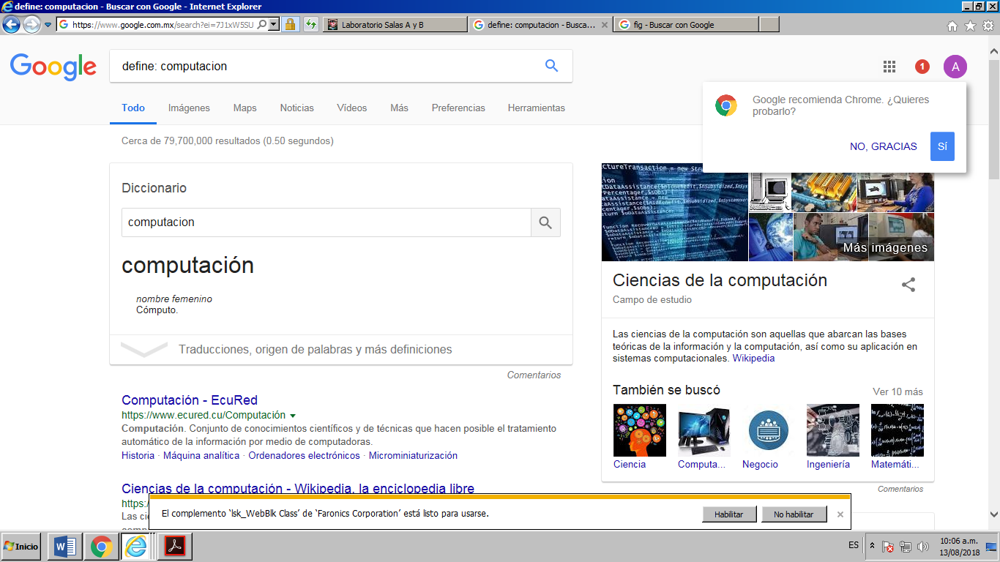 define: computacion - Buscar con Google - Internet Explorer
https://www.google.com.mx/search?ei=7J1xW5SU
Laboratorio Salas A y B
define: computacion - Busca...
fig - Buscar con Google
Google
define: computacion
1
A
Todo
Imágenes
Maps
Noticias
Vídeos
Más
Preferencias
Herramientas
Google recomienda Chrome. ¿Quieres
probarlo?
NO, GRACIAS
SÍ
Cerca de 79,700,000 resultados (0.50 segundos)
Diccionario
computacion
computación
nombre femenino
Cómputo.
Traducciones, origen de palabras y más definiciones
Comentarios
Computación - EcuRed
https://www.ecured.cu/Computación
Computación. Conjunto de conocimientos científicos y de técnicas que hacen posible el tratamiento
automático de la información por medio de computadoras.
Historia · Máquina analítica · Ordenadores electrónicos · Microminiaturización
Ciencias de la computación - Wikipedia, la enciclopedia libre
https:
Las cie
Más imágenes
Ciencias de la computación
Campo de estudio
Las ciencias de la computación son aquellas que abarcan las bases
teóricas de la información y la computación, así como su aplicación en
sistemas computacionales. Wikipedia
También se buscó
Ver 10 más
Ciencia
Computa...
Negocio
Ingeniería
Matemáti...
Comentarios
El complemento 'lsk_WebBlk Class' de 'Faronics Corporation' está listo para usarse.
Habilitar
No habilitar
Inicio
ES
10:06 a.m.
13/08/2018